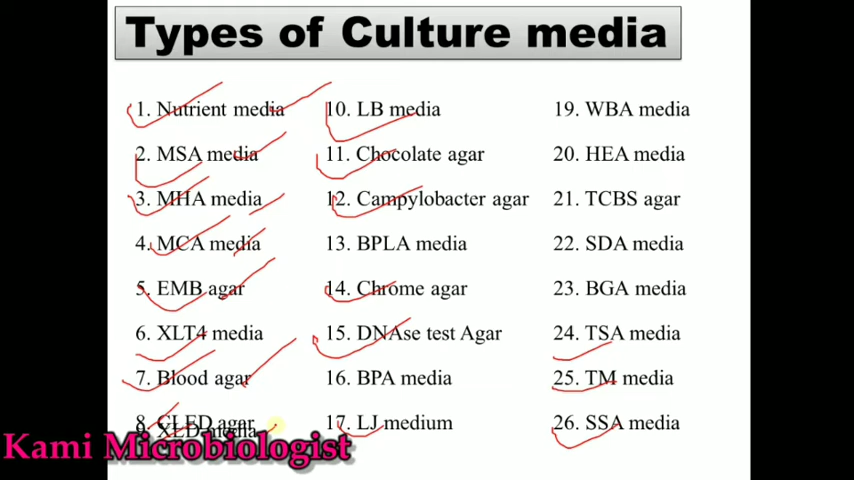 Types of Culture media
1. Nutrient media
2. MSA media
3. MHA media
4. MCA media
5. EMB agar
6. XLT4 media
7. Blood agar
8. CLED agar
9. XLD media
10. LB media
11. Chocolate agar
12. Campylobacter agar
13. BPLA media
14. Chrome agar
15. DNAse test Agar
16. BPA media
17. LJ medium
19. WBA media
20. HEA media
21. TCBS agar
22. SDA media
23. BGA media
24. TSA media
25. TM media
26. SSA media
Kami Microbiologist